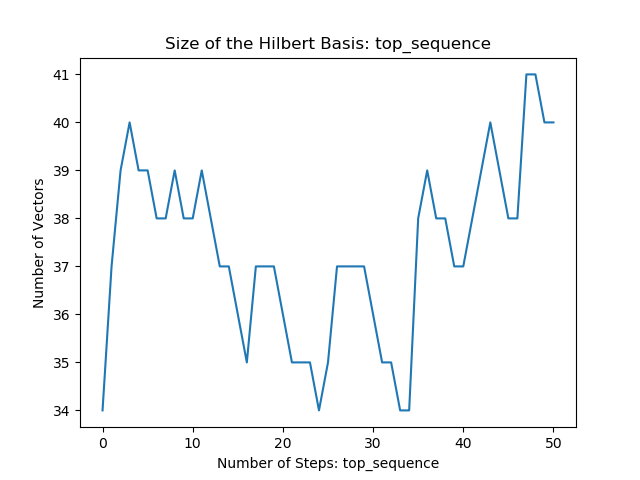 Size of the Hilbert Basis: top_sequence
Number of Vectors
41
40
39
38
37
36
35
34
0 10 20 30 40 50
Number of Steps: top_sequence